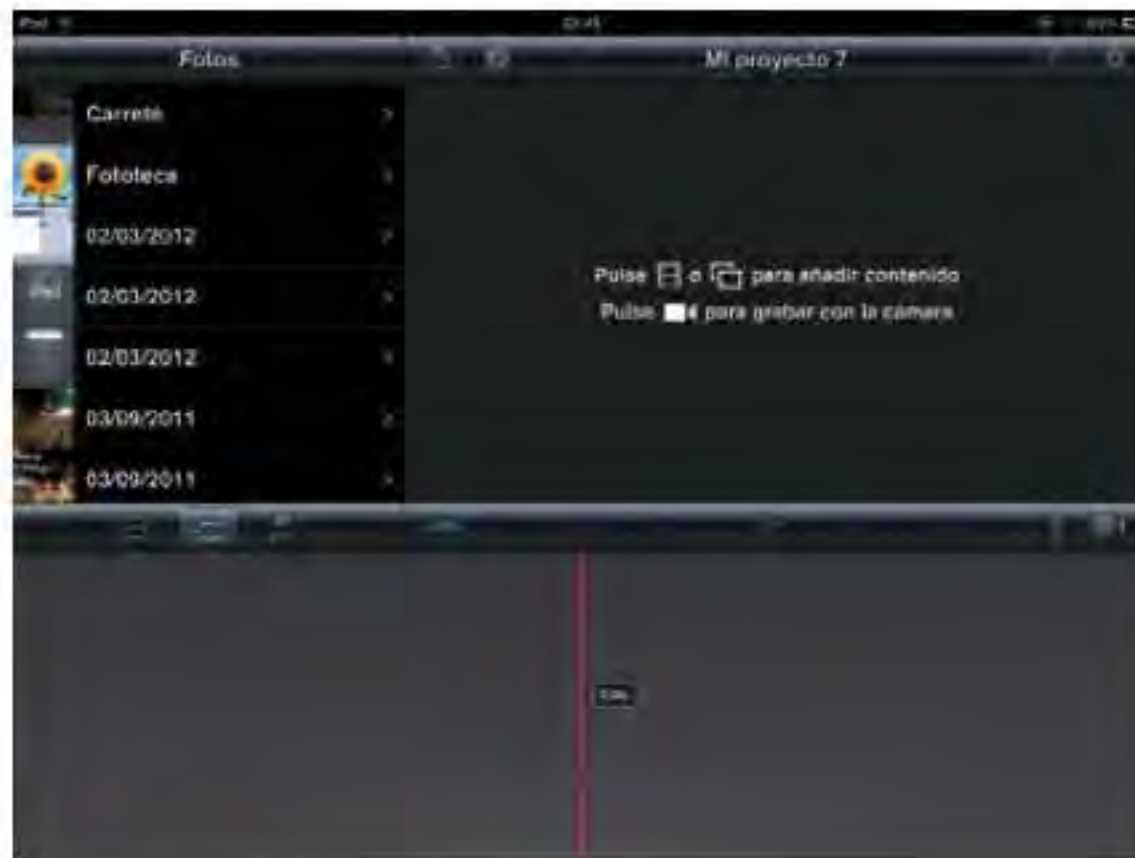 iPad
Fotos
Mi proyecto 7
Carrete
Fototeca
02/03/2012
02/03/2012
02/03/2012
03/09/2011
03/09/2011
Pulse o para añadir contenido
Pulse para grabar con la cámara